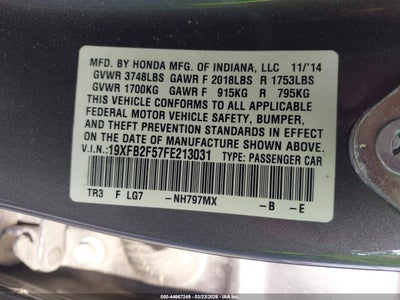 MFD. BY HONDA MFG. OF INDIANA, LLC 11/'14
GVWR 3748LBS GAWR F 2018LBS R 1753LBS
GVWR 1700KG GAWR F 915KG R 795KG
THIS VEHICLE CONFORMS TO ALL APPLICABLE
FEDERAL MOTOR VEHICLE SAFETY, BUMPER,
AND THEFT PREVENTION STANDARDS IN EFFECT
ON THE DATE OF MANUFACTURE SHOWN ABOVE.
V.I.N.: 19XFB2F57FE213031 TYPE: PASSENGER CAR
TR3 F LG7 -NH797MX -B -E
ID: 000-44667249 | 03/23/2026 | © IAA, LLC